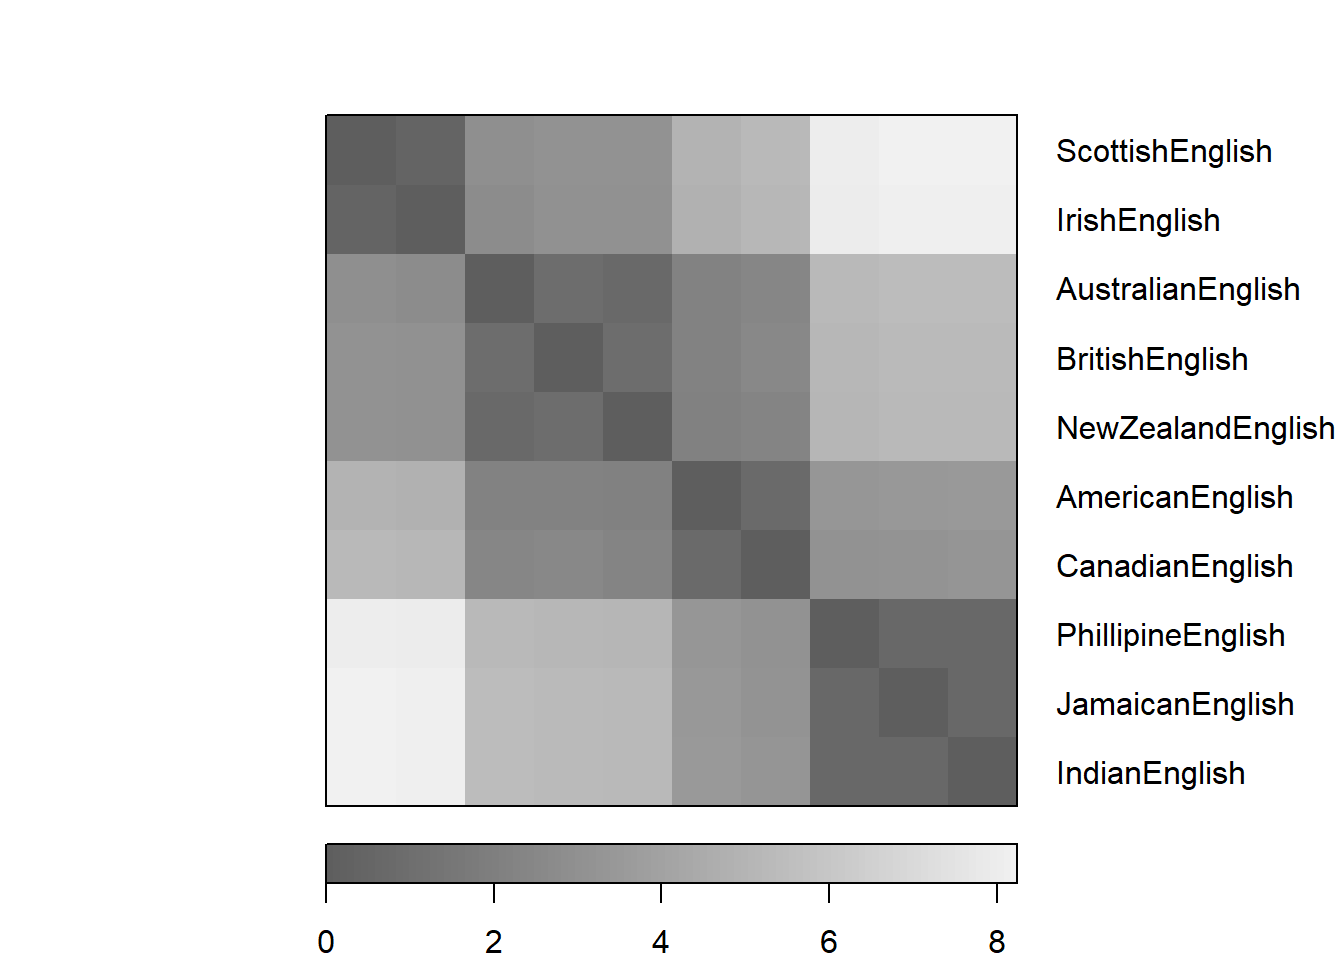 ScottishEnglish
IrishEnglish
AustralianEnglish
BritishEnglish
NewZealandEnglish
AmericanEnglish
CanadianEnglish
PhillipineEnglish
JamaicanEnglish
IndianEnglish
0 2 4 6 8